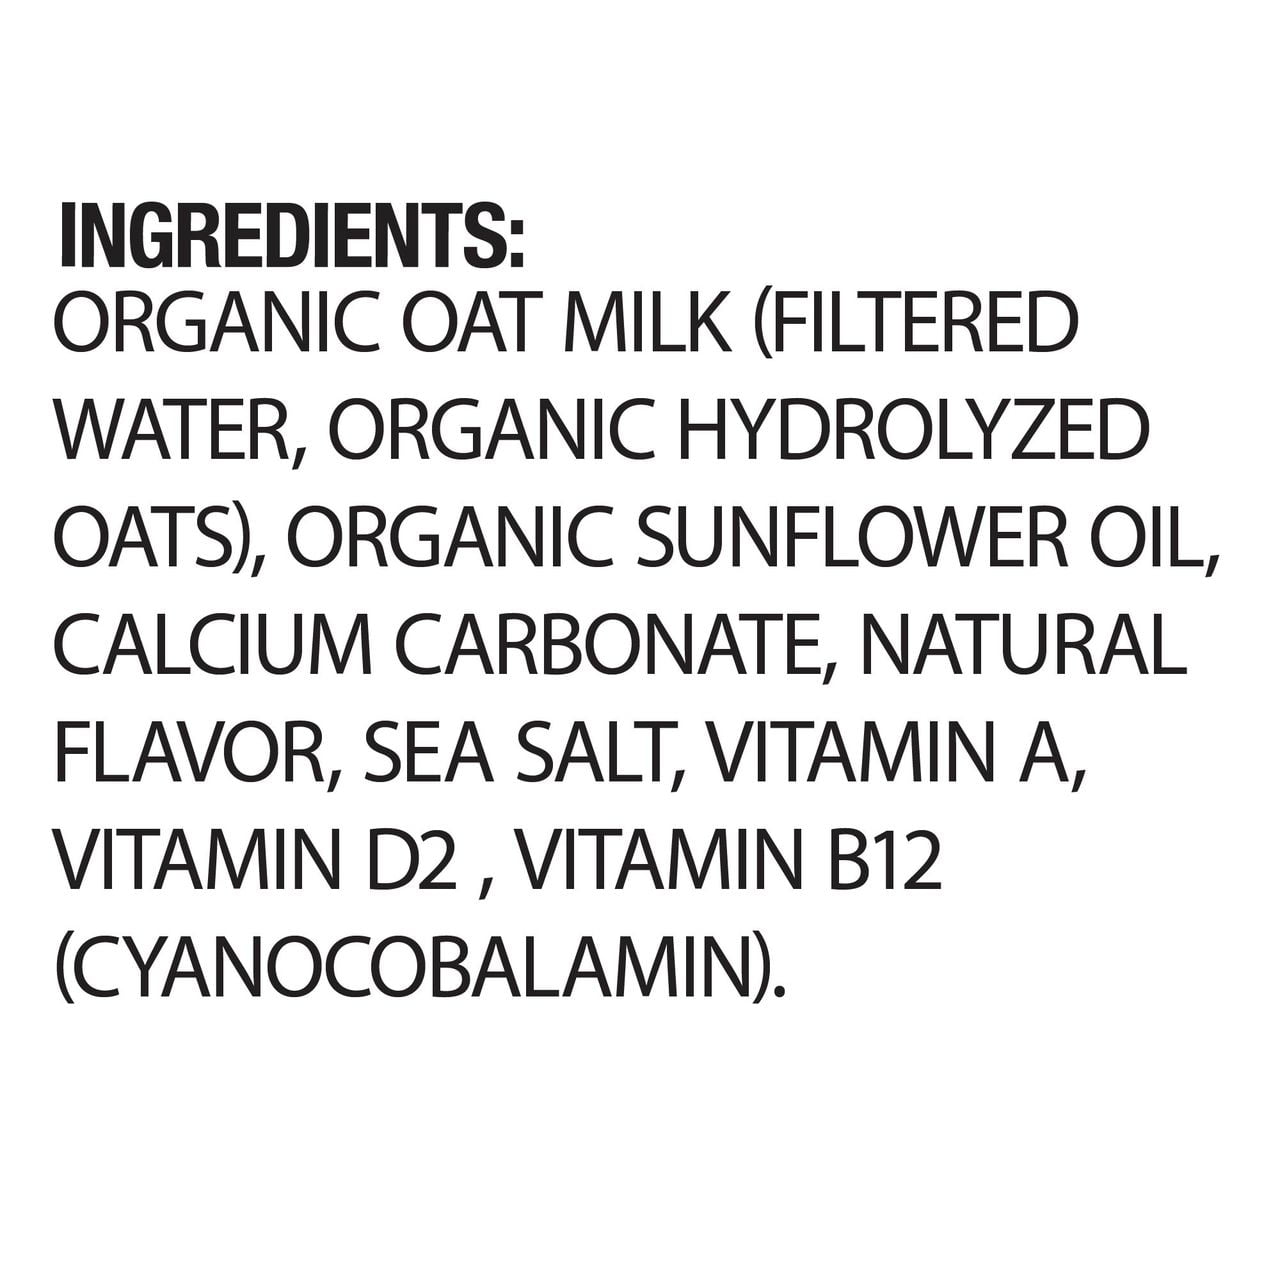 INGREDIENTS:
ORGANIC OAT MILK (FILTERED
WATER, ORGANIC HYDROLYZED
OATS), ORGANIC SUNFLOWER OIL,
CALCIUM CARBONATE, NATURAL
FLAVOR, SEA SALT, VITAMIN A,
VITAMIN D2 , VITAMIN B12
(CYANOCOBALAMIN).